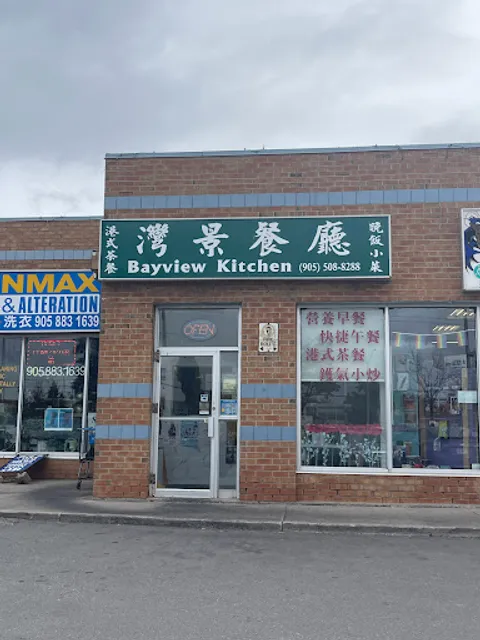 港式茶餐
灣景餐廳
晚飯小菜
Bayview Kitchen (905) 508-8288
NMAX
& ALTERATION
洗衣 905 883 1639
905.883.1639
OPEN
營養早餐
快捷午餐
港式茶餐
鑊氣小炒